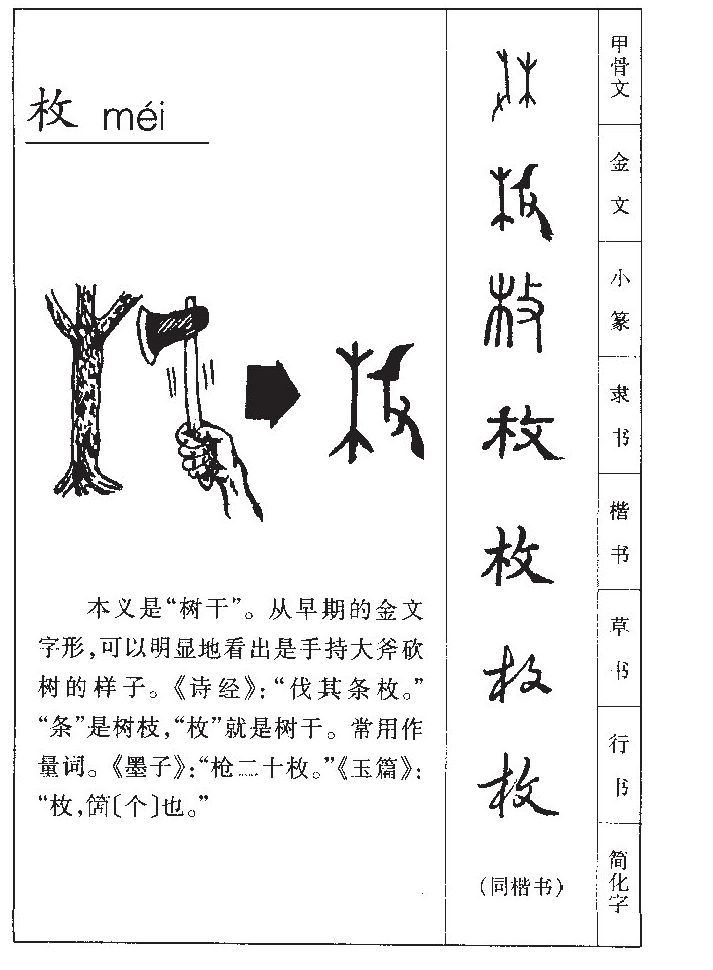 枚 méi
本义是“树干”。从早期的金文
字形,可以明显地看出是手持大斧砍
树的样子。《诗经》:“伐其条枚。”
“条”是树枝,“枚”就是树干。常用作
量词。《墨子》:“枪二十枚。”《玉篇》:
“枚,箇〔个〕也。”
枚 甲骨文
枚 金文
枚 小篆
枚 隶书
枚 楷书
枚 草书
枚 行书
(同楷书) 简化字